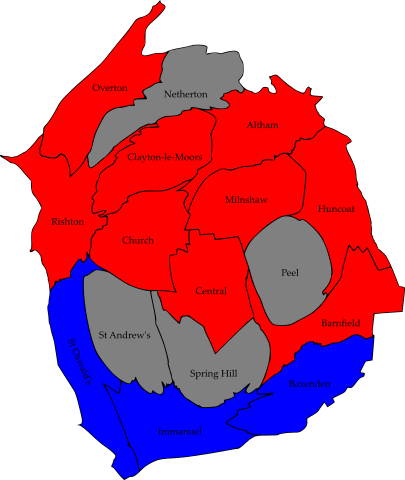 Overton
Netherton
Altham
Clayton-le-Moors
Milnshaw
Huncoat
Rishton
Church
Peel
Central
Barnfield
St Andrew's
Spring Hill
Baxenden
Immanuel
St Oswald's